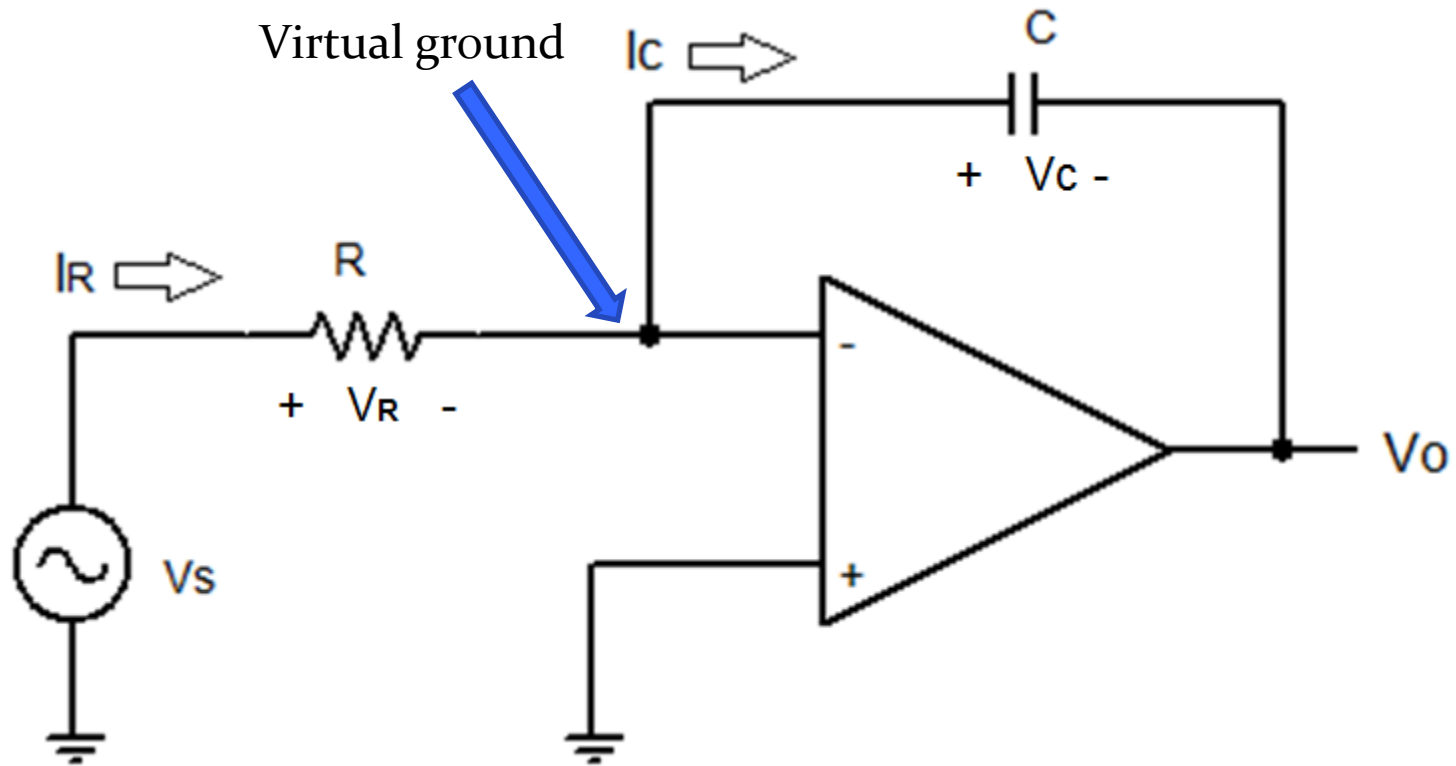 Virtual ground
IC
C
+ Vc -
IR
R
+ VR -
-
+
Vo
Vs